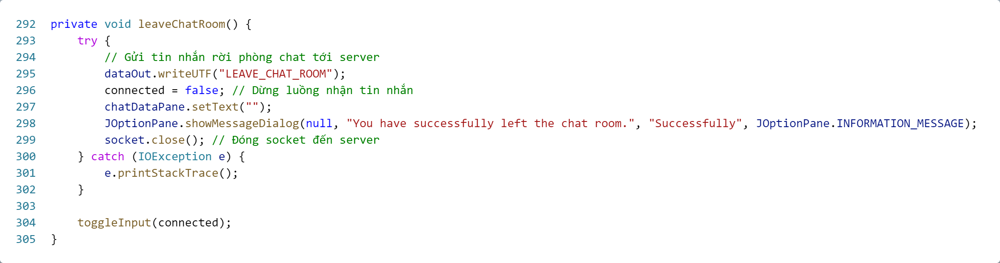 292 private void leaveChatRoom() {
293     try {
294         // Gửi tin nhắn rời phòng chat tới server
295         dataOut.writeUTF("LEAVE_CHAT_ROOM");
296         connected = false; // Dừng luồng nhận tin nhắn
297         chatDataPane.setText("");
298         JOptionPane.showMessageDialog(null, "You have successfully left the chat room.", "Successfully", JOptionPane.INFORMATION_MESSAGE);
299         socket.close(); // Đóng socket đến server
300     } catch (IOException e) {
301         e.printStackTrace();
302     }
303
304     toggleInput(connected);
305 }